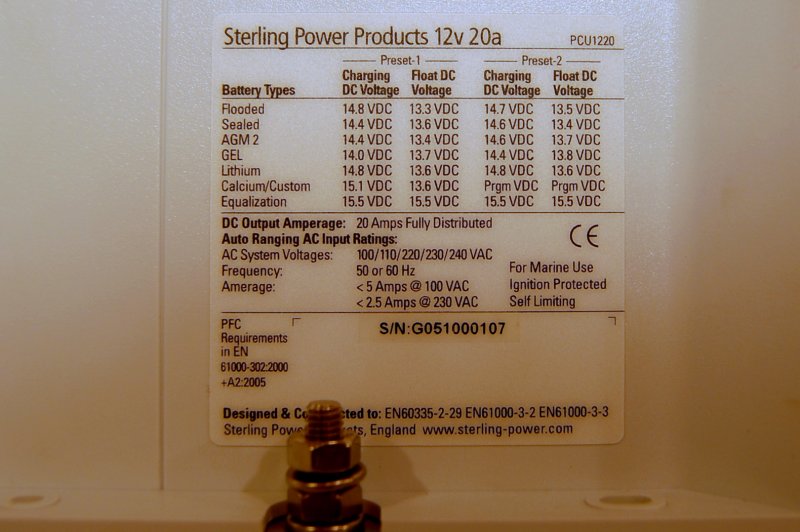 Sterling Power Products 12v 20a PCU1220
Preset-1 Preset-2
Charging Float DC Charging Float DC
Battery Types DC Voltage Voltage DC Voltage Voltage
Flooded 14.8 VDC 13.3 VDC 14.7 VDC 13.5 VDC
Sealed 14.4 VDC 13.6 VDC 14.6 VDC 13.4 VDC
AGM 2 14.4 VDC 13.4 VDC 14.6 VDC 13.7 VDC
GEL 14.0 VDC 13.7 VDC 14.4 VDC 13.8 VDC
Lithium 14.8 VDC 13.6 VDC 14.8 VDC 13.6 VDC
Calcium/Custom 15.1 VDC 13.6 VDC Prgm VDC Prgm VDC
Equalization 15.5 VDC 15.5 VDC 15.5 VDC 15.5 VDC
DC Output Amperage: 20 Amps Fully Distributed
Auto Ranging AC Input Ratings: CE
AC System Voltages: 100/110/220/230/240 VAC
Frequency: 50 or 60 Hz For Marine Use
Amerage: < 5 Amps @ 100 VAC Ignition Protected
< 2.5 Amps @ 230 VAC Self Limiting
PFC S/N:G051000107
Requirements
in EN
61000-302:2000
+A2:2005
Designed & to: EN60335-2-29 EN61000-3-2 EN61000-3-3
Sterling England www.sterling-power.com